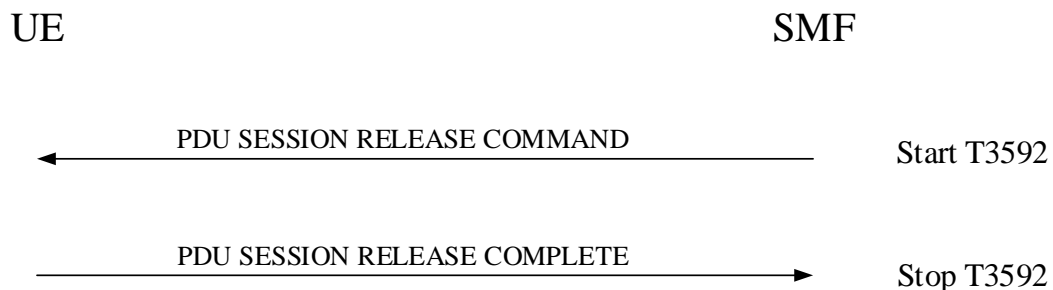 UE SMF
PDU SESSION RELEASE COMMAND Start T3592
PDU SESSION RELEASE COMPLETE Stop T3592